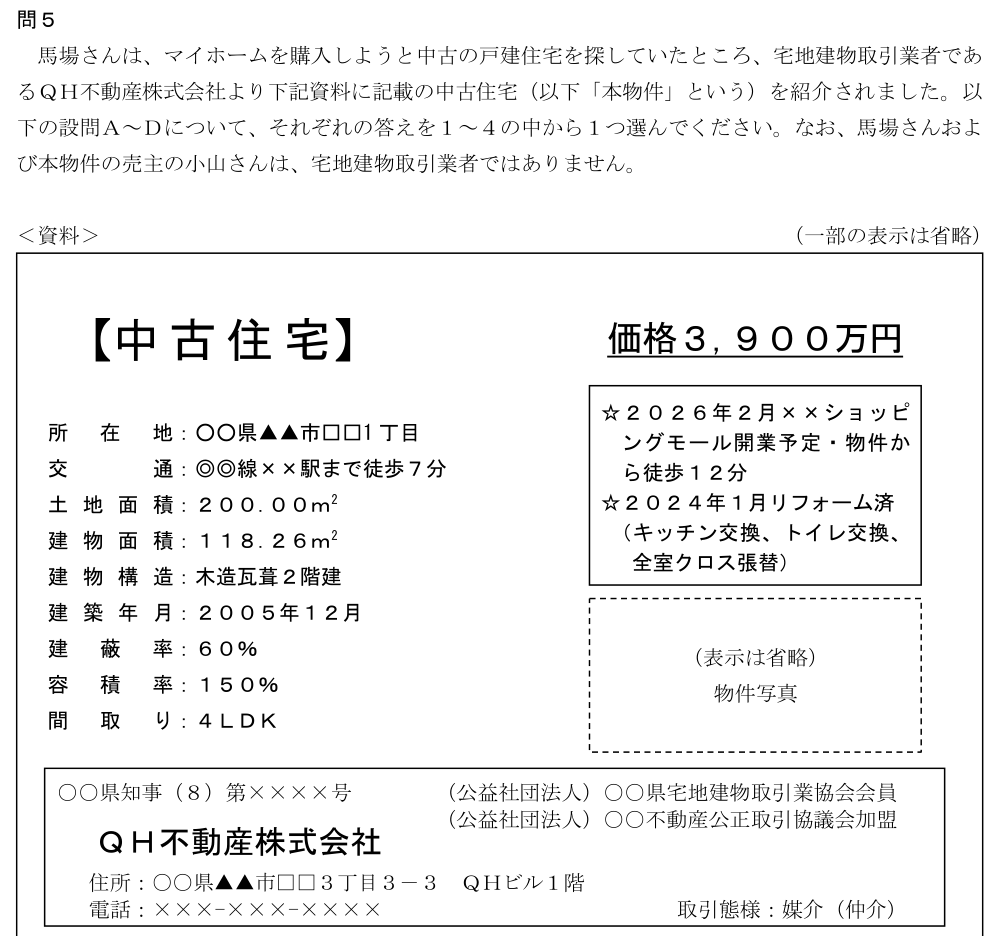 問5
　馬場さんは、マイホームを購入しようと中古の戸建住宅を探していたところ、宅地建物取引業者であ
るＱＨ不動産株式会社より下記資料に記載の中古住宅（以下「本物件」という）を紹介されました。以
下の設問Ａ～Ｄについて、それぞれの答えを１～４の中から１つ選んでください。なお、馬場さんおよ
び本物件の売主の小山さんは、宅地建物取引業者ではありません。
＜資料＞　（一部の表示は省略）
【中古住宅】
価格３，９００万円
所在地：〇〇県▲▲市□□1丁目
交通：◎◎線××駅まで徒歩７分
土地面積：２００．００ｍ²
建物面積：１１８．２６ｍ²
建物構造：木造瓦葺２階建
建築年月：２００５年１２月
建蔽率：６０％
容積率：１５０％
間取り：４ＬＤＫ
☆２０２６年２月××ショッピ
ングモール開業予定・物件か
ら徒歩１２分
☆２０２４年１月リフォーム済
（キッチン交換、トイレ交換、
全室クロス張替）
（表示は省略）
物件写真
〇〇県知事（８）第××××号
（公益社団法人）〇〇県宅地建物取引業協会会員
（公益社団法人）〇〇不動産公正取引協議会加盟
ＱＨ不動産株式会社
住所：〇〇県▲▲市□□３丁目３－３　ＱＨビル１階
電話：×××-×××-××××
取引態様：媒介（仲介）